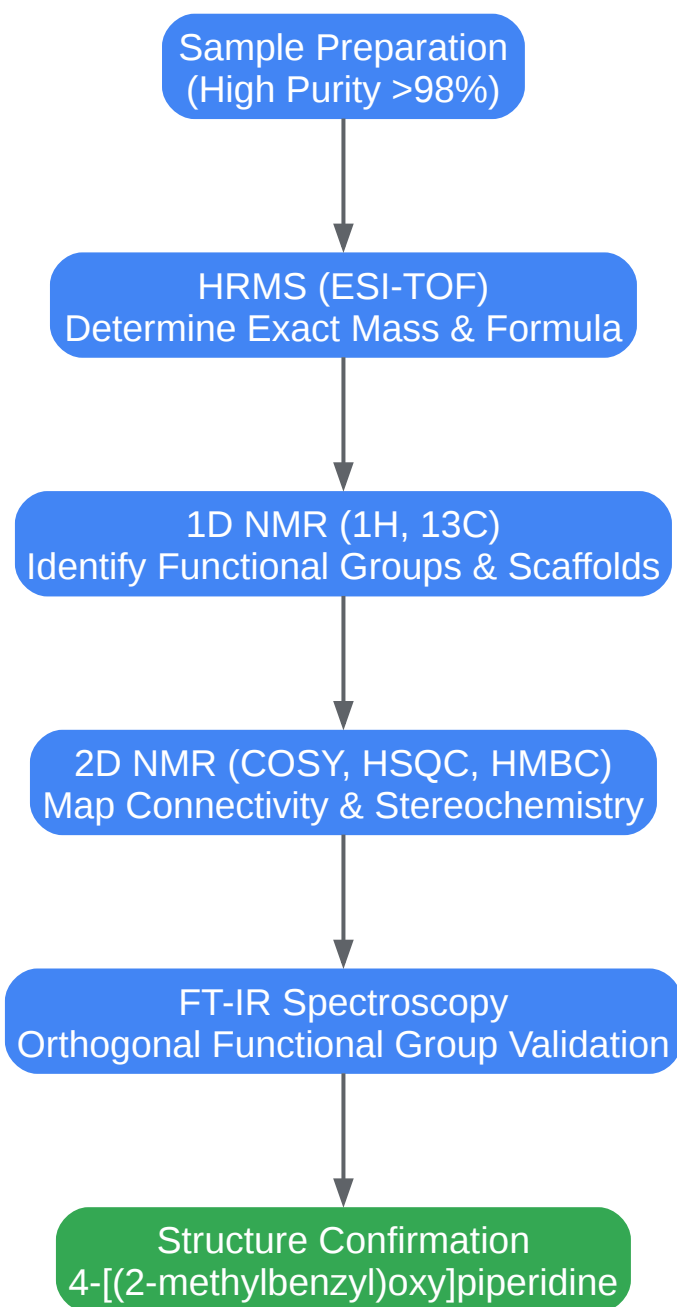 Sample Preparation
(High Purity >98%)
HRMS (ESI-TOF)
Determine Exact Mass & Formula
1D NMR (1H, 13C)
Identify Functional Groups & Scaffolds
2D NMR (COSY, HSQC, HMBC)
Map Connectivity & Stereochemistry
FT-IR Spectroscopy
Orthogonal Functional Group Validation
Structure Confirmation
4-[(2-methylbenzyl)oxy]piperidine